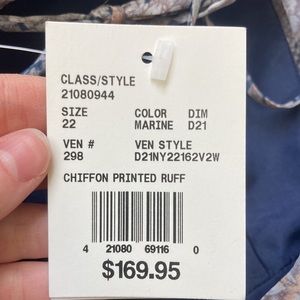 CLASS/STYLE
21080944
SIZE COLOR DIM
22 MARINE D21
VEN # VEN STYLE
298 D21NY22162V2W
CHIFFON PRINTED RUFF
4 21080 69116 0
$169.95